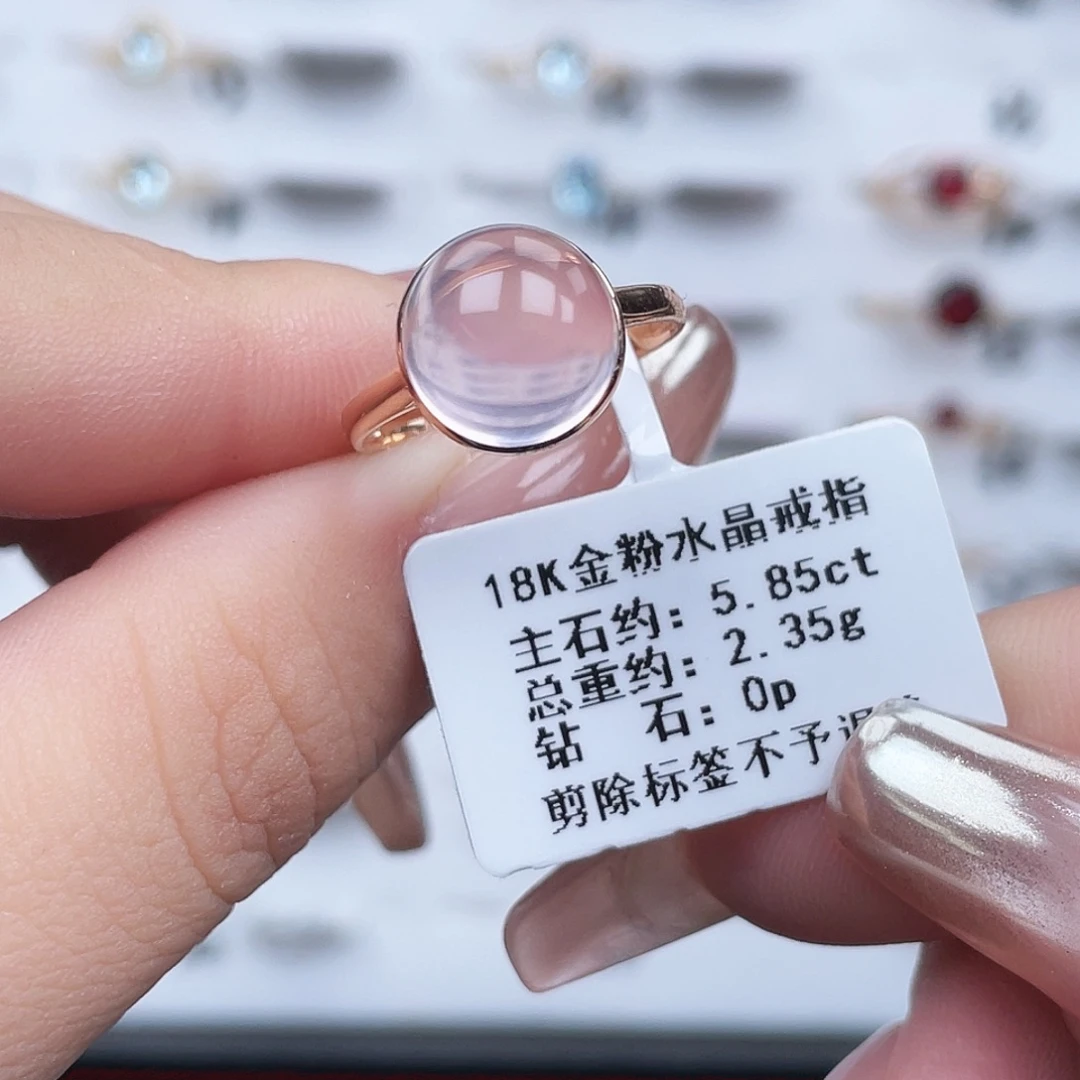 18K金粉水晶戒指
主石约: 5.85ct
总重约: 2.35g
钻 石: 0p
剪除标签不予